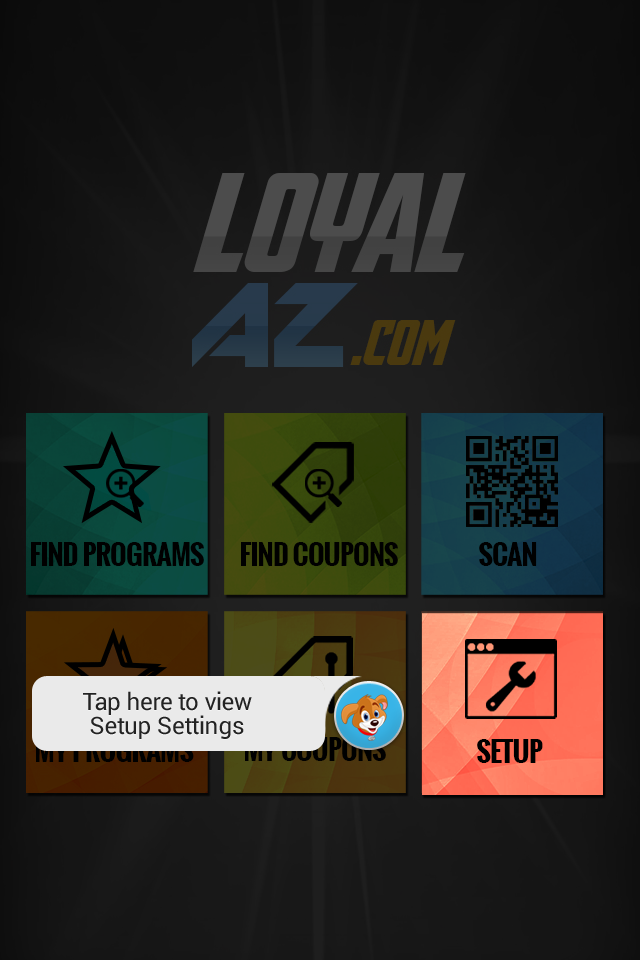 LOYAL
AZ.COM
FIND PROGRAMS
FIND COUPONS
SCAN
Tap here to view
Setup Settings
MY PROGRAMS
MY COUPONS
SETUP